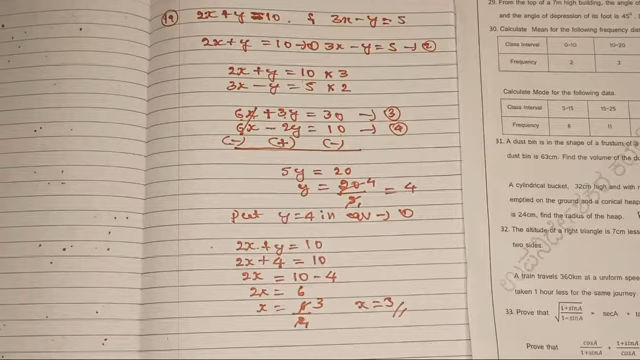 19 2x+y=10. & 3x-y=5
2x+y=10→① 3x-y=5→②
2x+y=10 × 3
3x-y=5 × 2
6x+3y=30→③
6x-2y=10→④
(-) (+) (-)
5y=20
y=20 4/5 1 = 4
put y=4 in eqn→①
2x+y=10
2x+4=10
2x = 10-4
2x = 6
x = 6 3/2 1 x=3//
29. From the top of a 7m high building, the angle of
and the angle of depression of its foot is 45°
30. Calculate Mean for the following frequency dist
Class Interval 0-10 10-20
Frequency 3
Calculate Mode for the following data.
Class Interval 5-15 15-25
Frequency 6 11
31. A dust bin is in the shape of a frustum of a
dust bin is 63cm. Find the volume of the du
A cylindrical bucket, 32cm high and with r
emptied on the ground and a conical heap
is 24cm, find the radius of the heap.
32. The altitude of a right triangle is 7cm less
two sides.
A train travels 360km at a uniform spee
taken 1 hour less for the same journey
33. Prove that √(1+sinA/1-sinA) = secA + ta
Prove that cosA/1+sinA + 1+sinA/cosA